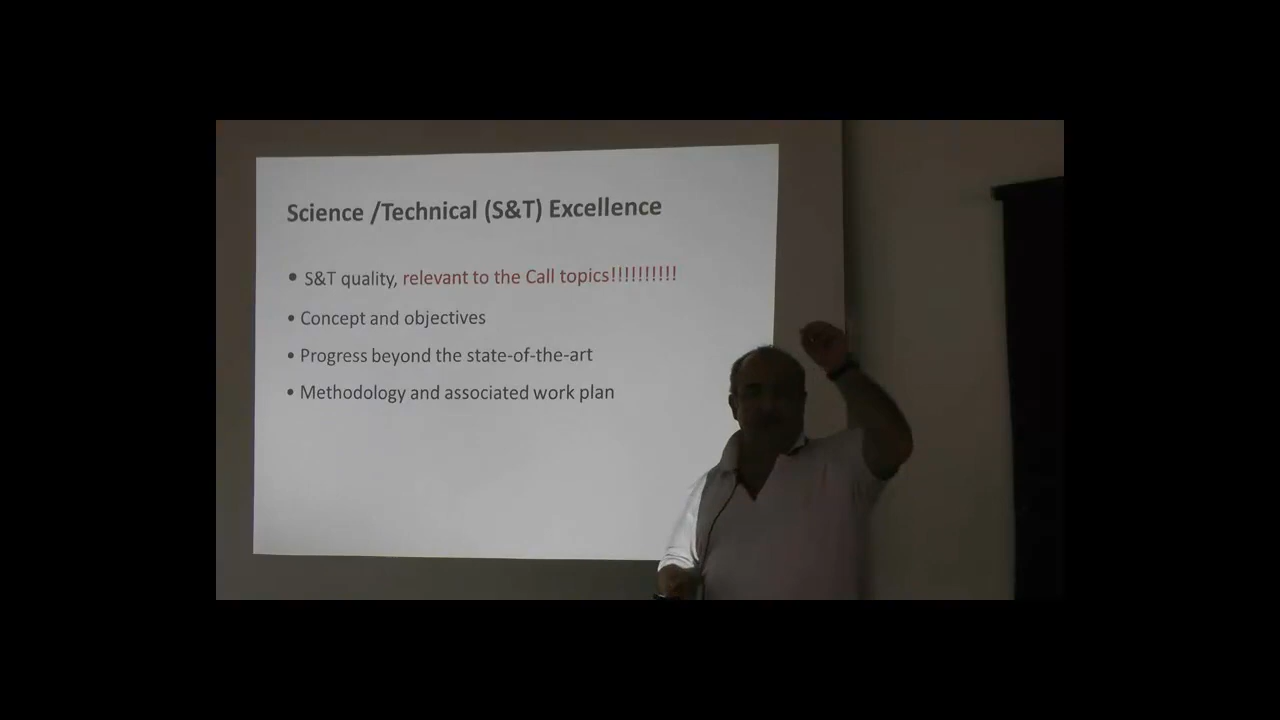 Science /Technical (S&T) Excellence
• S&T quality, relevant to the Call topics!!!!!!!!!!
• Concept and objectives
• Progress beyond the state-of-the-art
• Methodology and associated work plan